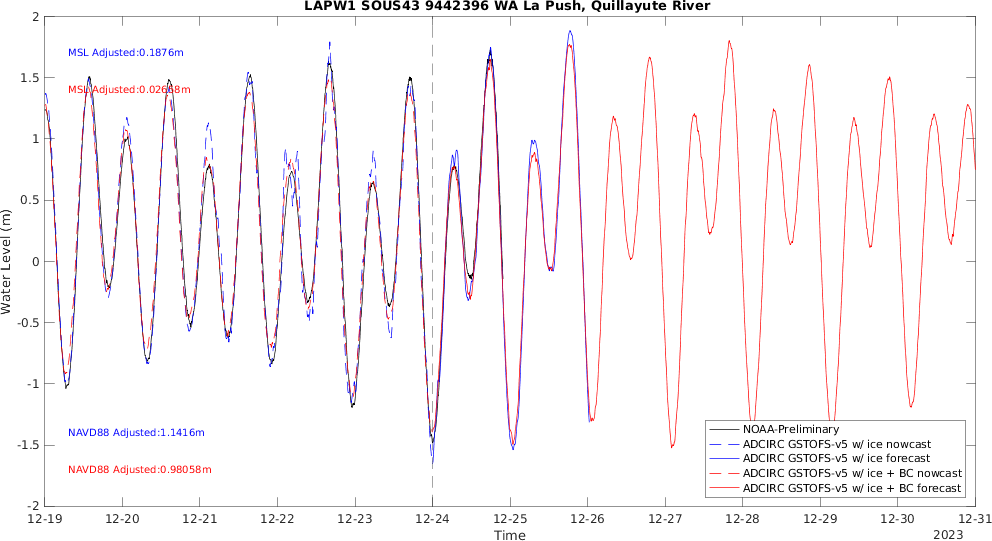 LAPW1 SOUS43 9442396 WA La Push, Quillayute River
Water Level (m)
2
1.5
1
0.5
0
-0.5
-1
-1.5
-2
MSL Adjusted:0.1876m
MSL Adjusted:0.02668m
NAVD88 Adjusted:1.1416m
NAVD88 Adjusted:0.98058m
NOAA-Preliminary
ADCIRC GSTOFS-v5 w/ ice nowcast
ADCIRC GSTOFS-v5 w/ ice forecast
ADCIRC GSTOFS-v5 w/ ice + BC nowcast
ADCIRC GSTOFS-v5 w/ ice + BC forecast
12-19 12-20 12-21 12-22 12-23 12-24 12-25 12-26 12-27 12-28 12-29 12-30 12-31
Time
2023